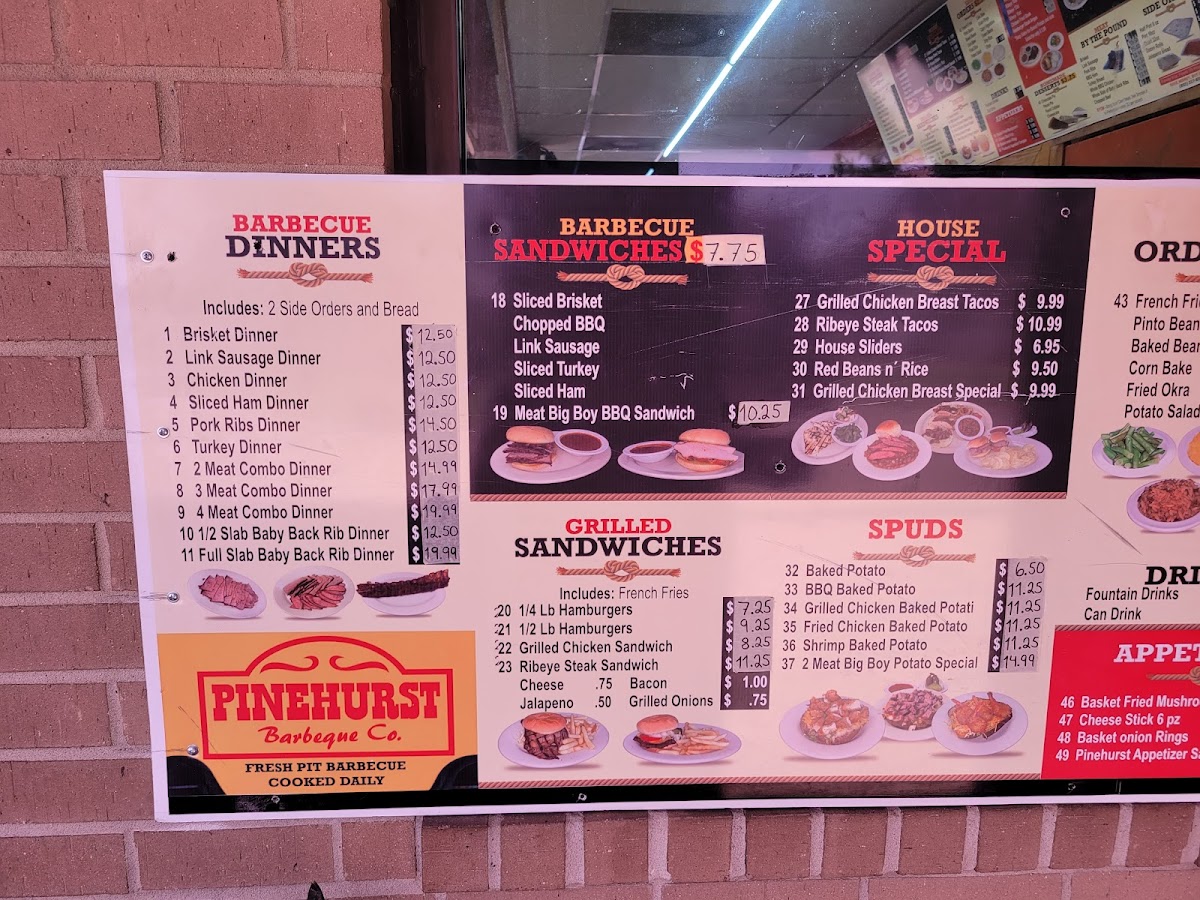 BARBECUE
DINNERS
Includes: 2 Side Orders and Bread
1 Brisket Dinner $ 12.50
2 Link Sausage Dinner $ 12.50
3 Chicken Dinner $ 12.50
4 Sliced Ham Dinner $ 12.50
5 Pork Ribs Dinner $ 14.50
6 Turkey Dinner $ 12.50
7 2 Meat Combo Dinner $ 14.99
8 3 Meat Combo Dinner $ 17.99
9 4 Meat Combo Dinner $ 19.99
10 1/2 Slab Baby Back Rib Dinner $ 12.50
11 Full Slab Baby Back Rib Dinner $ 19.99
PINEHURST
Barbeque Co.
FRESH PIT BARBECUE
COOKED DAILY
BARBECUE
SANDWICHES $7.75
18 Sliced Brisket
Chopped BBQ
Link Sausage
Sliced Turkey
Sliced Ham
19 Meat Big Boy BBQ Sandwich $10.25
HOUSE
SPECIAL
27 Grilled Chicken Breast Tacos $ 9.99
28 Ribeye Steak Tacos $ 10.99
29 House Sliders $ 6.95
30 Red Beans n´ Rice $ 9.50
31 Grilled Chicken Breast Special $ 9.99
GRILLED
SANDWICHES
Includes: French Fries
20 1/4 Lb Hamburgers $ 7.25
21 1/2 Lb Hamburgers $ 9.25
22 Grilled Chicken Sandwich $ 8.25
23 Ribeye Steak Sandwich $ 11.25
Cheese .75 Bacon $ 1.00
Jalapeno .50 Grilled Onions $ .75
SPUDS
32 Baked Potato $ 6.50
33 BBQ Baked Potato $ 11.25
34 Grilled Chicken Baked Potati $ 11.25
35 Fried Chicken Baked Potato $ 11.25
36 Shrimp Baked Potato $ 11.25
37 2 Meat Big Boy Potato Special $ 14.99
ORD
43 French Fri
Pinto Bean
Baked Bear
Corn Bake
Fried Okra
Potato Salad
DRI
Fountain Drinks
Can Drink
APPET
46 Basket Fried Mushro
47 Cheese Stick 6 pz
48 Basket onion Rings
49 Pinehurst Appetizer Sa
MEAT
BY THE POUND
SIDE OR
APPETIZERS